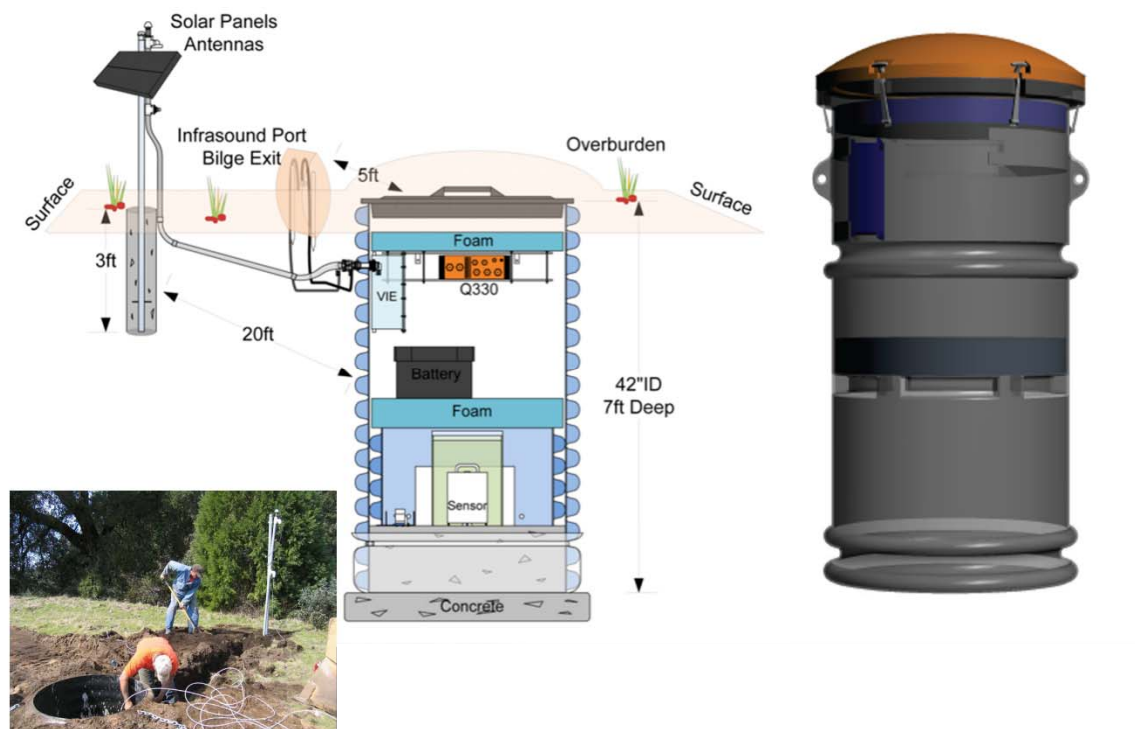 Solar Panels
Antennas
Infrasound Port
Bilge Exit
Overburden
5ft
Surface
Surface
Foam
3ft
VIE
Q330
20ft
Battery
42"ID
7ft Deep
Foam
Sensor
Concrete